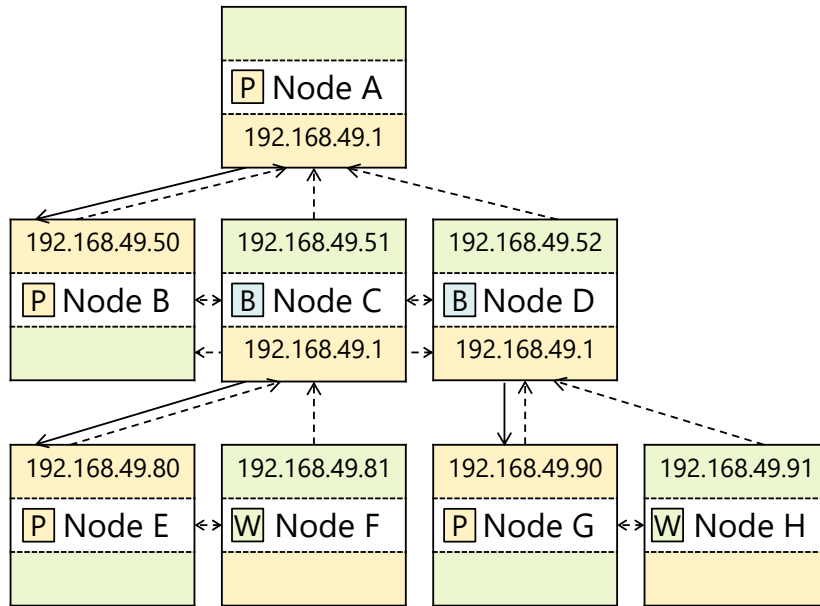 P Node A
192.168.49.1
192.168.49.50 192.168.49.51 192.168.49.52
P Node B B Node C B Node D
192.168.49.1 192.168.49.1
192.168.49.80 192.168.49.81 192.168.49.90 192.168.49.91
P Node E W Node F P Node G W Node H